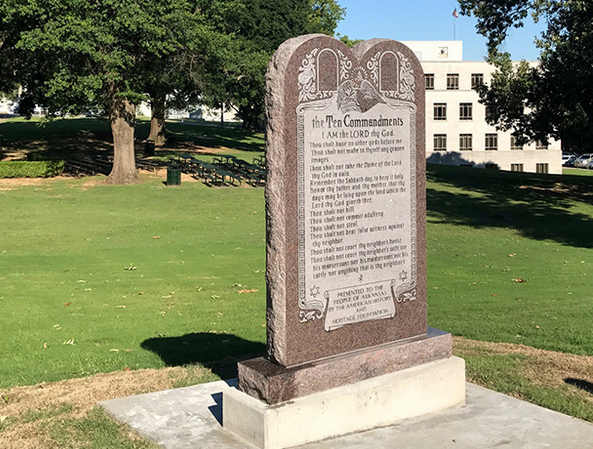 the Ten Commandments
I AM the LORD thy God.
Thou shalt have no other gods before me
Thou shalt not make to thyself any graven
images
Thou shalt not take the Name of the Lord
thy God in vain.
Remember the Sabbath day, to keep it holy
Honor thy father and thy mother that thy
days may be long upon the land which the
Lord thy God giveth thee.
Thou shalt not kill
Thou shalt not commit adultery.
Thou shalt not steal.
Thou shalt not bear false witness against
thy neighbor
Thou shalt not covet thy neighbor's house
Thou shalt not covet thy neighbor's wife nor
his manservant nor his maidservant nor his
cattle nor anything that is thy neighbor's
PRESENTED TO THE
PEOPLE OF ARKANSAS
BY THE AMERICAN HISTORY
AND
HERITAGE FOUNDATION